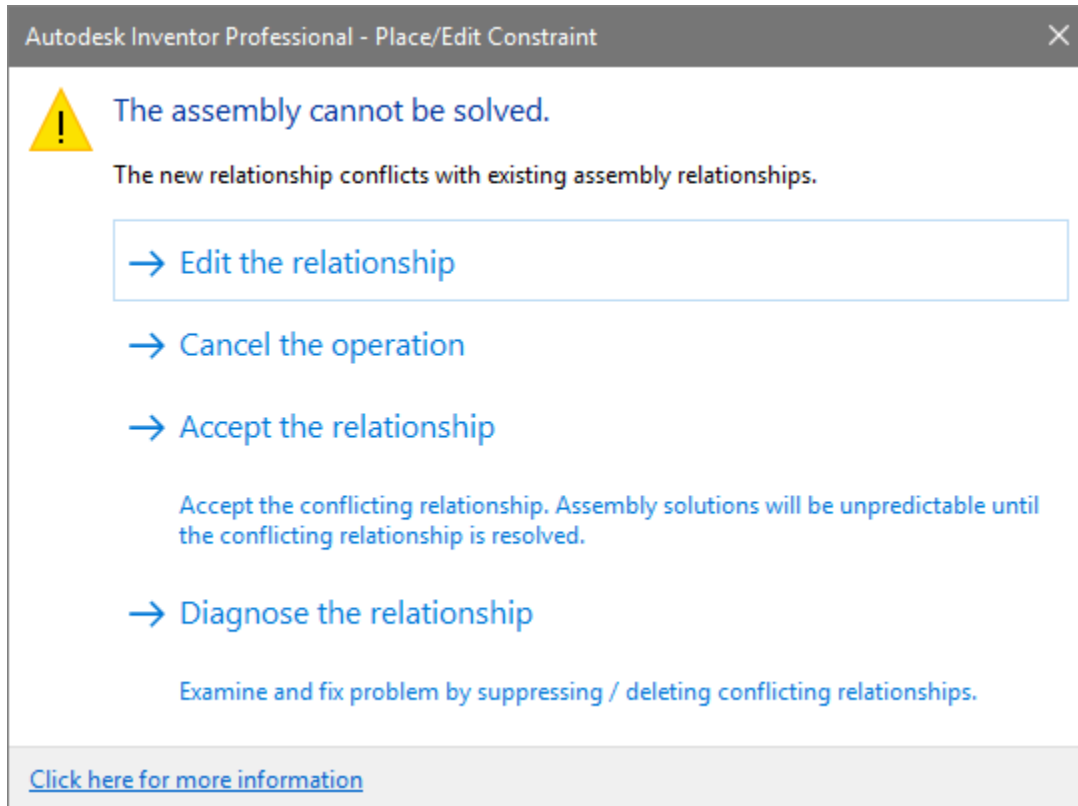 Autodesk Inventor Professional - Place/Edit Constraint
The assembly cannot be solved.
The new relationship conflicts with existing assembly relationships.
Edit the relationship
Cancel the operation
Accept the relationship
Accept the conflicting relationship. Assembly solutions will be unpredictable until
the conflicting relationship is resolved.
Diagnose the relationship
Examine and fix problem by suppressing / deleting conflicting relationships.
Click here for more information